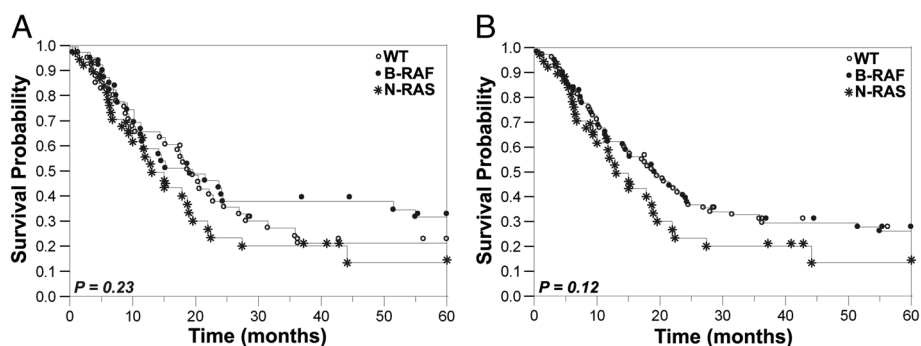 A
Survival Probability
1.0
0.9
0.8
0.7
0.6
0.5
0.4
0.3
0.2
0.1
0.0
WT
B-RAF
N-RAS
P = 0.23
0 10 20 30 40 50 60
Time (months)
B
Survival Probability
1.0
0.9
0.8
0.7
0.6
0.5
0.4
0.3
0.2
0.1
0.0
WT
B-RAF
N-RAS
P = 0.12
0 10 20 30 40 50 60
Time (months)